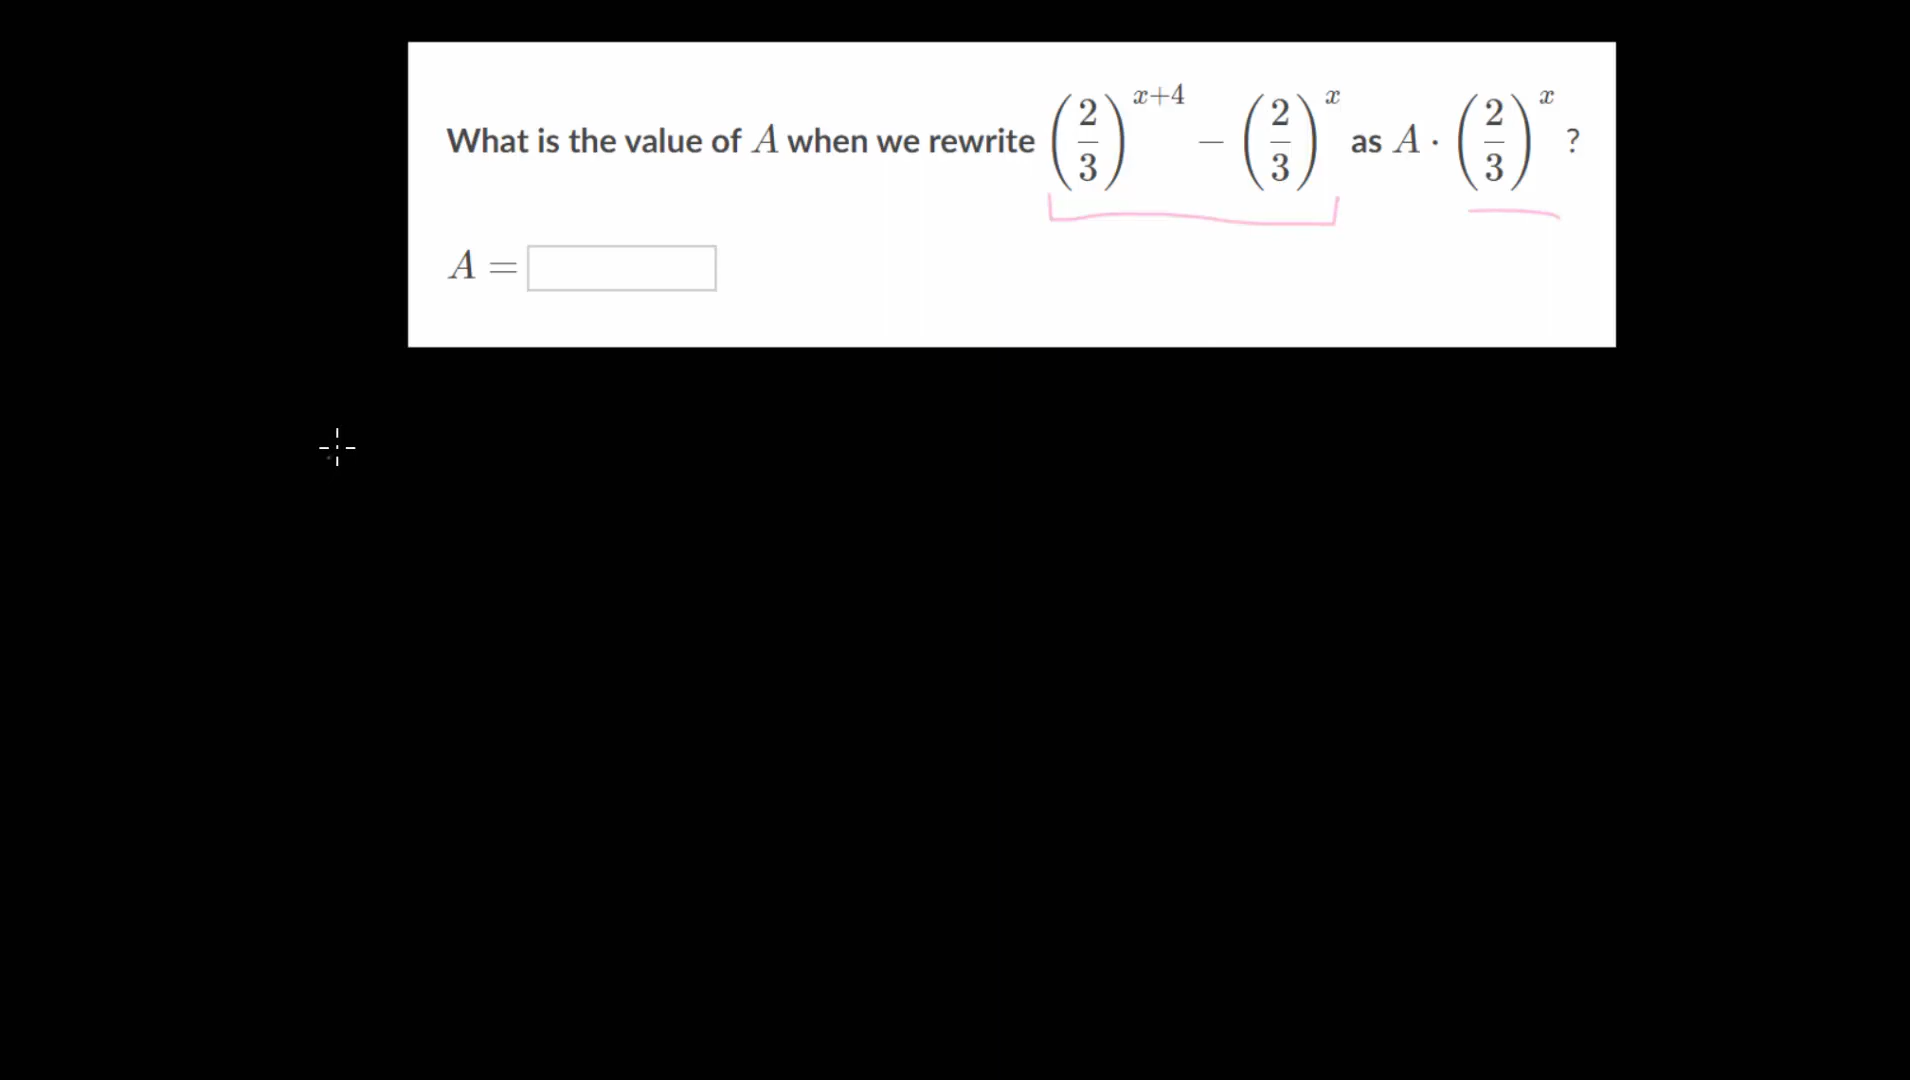 What is the value of A when we rewrite (2/3)^{x+4} − (2/3)^x as A · (2/3)^x ?
A =